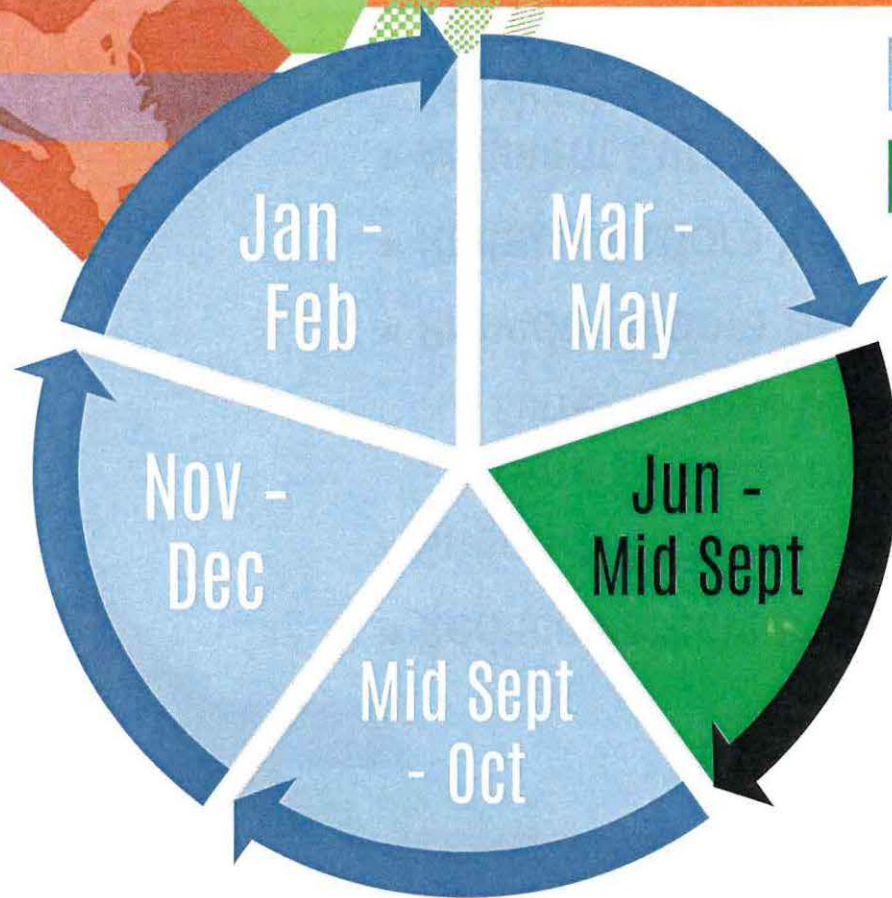 Jan -
Feb
Mar -
May
Jun -
Mid Sept
Mid Sept
- Oct
Nov -
Dec